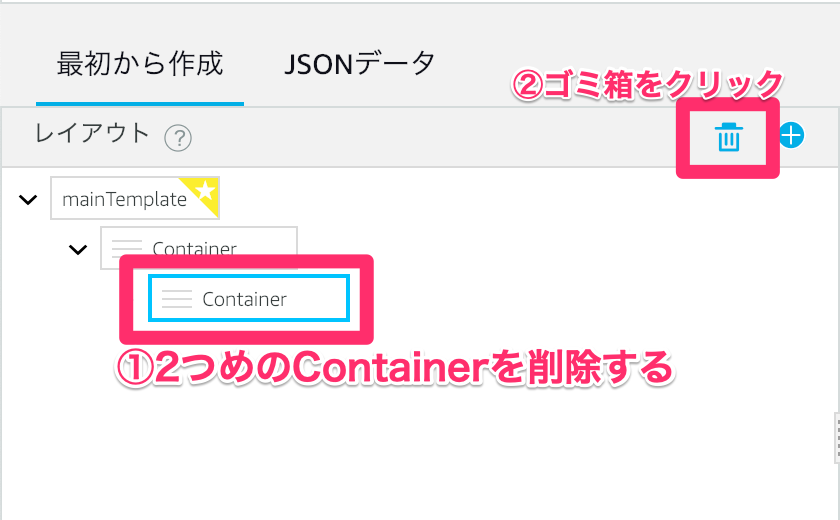 最初から作成
JSONデータ
②ゴミ箱をクリック
レイアウト ?
mainTemplate
Container
Container
①2つめのContainerを削除する